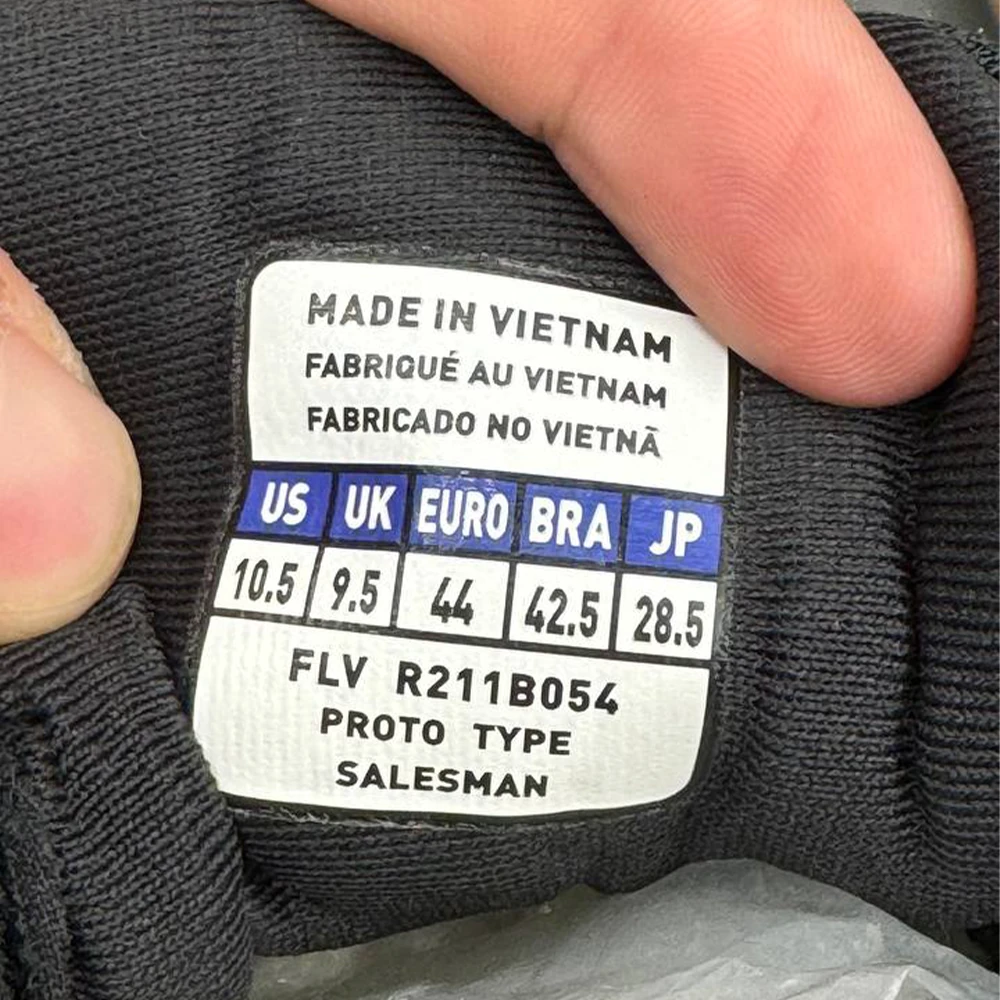 MADE IN VIETNAM
FABRIQUÉ AU VIETNAM
FABRICADO NO VIETNÃ
US UK EURO BRA JP
10.5 9.5 44 42.5 28.5
FLV R211B054
PROTO TYPE
SALESMAN